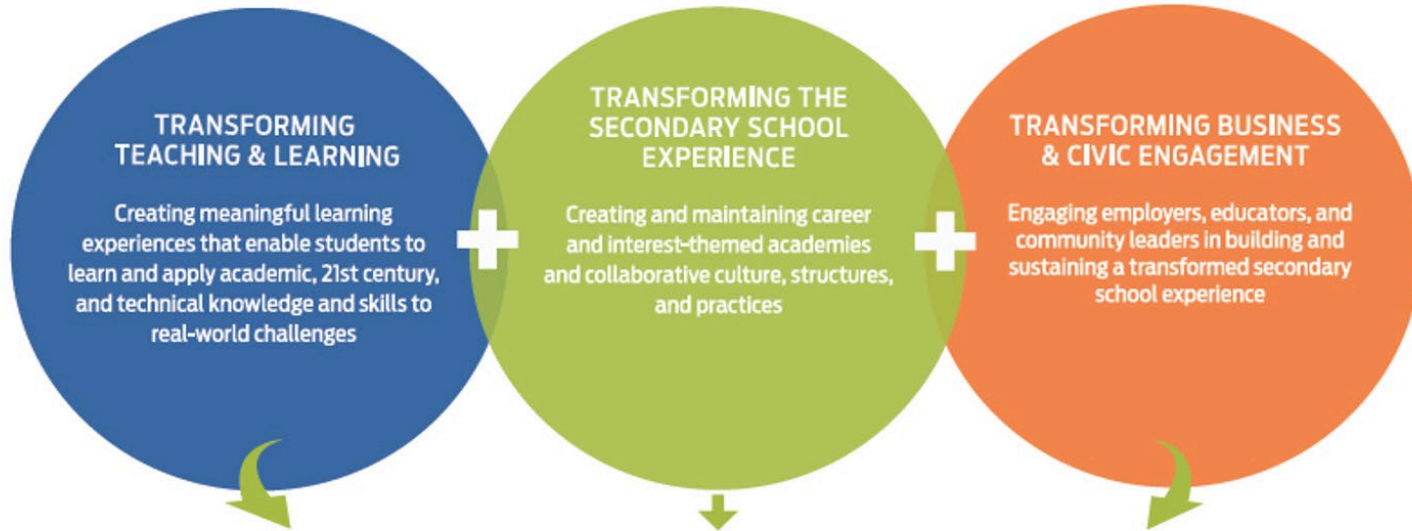 TRANSFORMING
TEACHING & LEARNING
Creating meaningful learning
experiences that enable students to
learn and apply academic, 21st century,
and technical knowledge and skills to
real-world challenges
TRANSFORMING THE
SECONDARY SCHOOL
EXPERIENCE
Creating and maintaining career
and interest-themed academies
and collaborative culture, structures,
and practices
TRANSFORMING BUSINESS
& CIVIC ENGAGEMENT
Engaging employers, educators, and
community leaders in building and
sustaining a transformed secondary
school experience